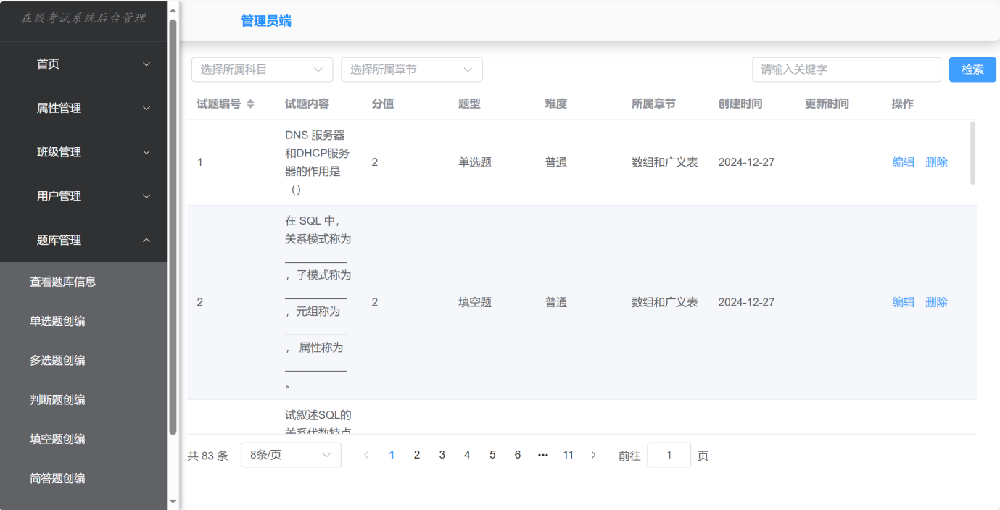 在线考试系统后台管理
管理员端
首页
属性管理
班级管理
用户管理
题库管理
查看题库信息
单选题创编
多选题创编
判断题创编
填空题创编
简答题创编
选择所属科目
选择所属章节
请输入关键字
检索
试题编号 试题内容 分值 题型 难度 所属章节 创建时间 更新时间 操作
DNS 服务器
和DHCP服务
器的作用是
（）
1 2 单选题 普通 数组和广义表 2024-12-27 编辑 删除
在 SQL 中，
关系模式称为
__________
，子模式称为
__________
，元组称为
__________
， 属性称为
__________
。
2 2 填空题 普通 数组和广义表 2024-12-27 编辑 删除
试叙述SQL的
关系代数特点
共 83 条 8条/页 1 2 3 4 5 6 ••• 11 前往 1 页